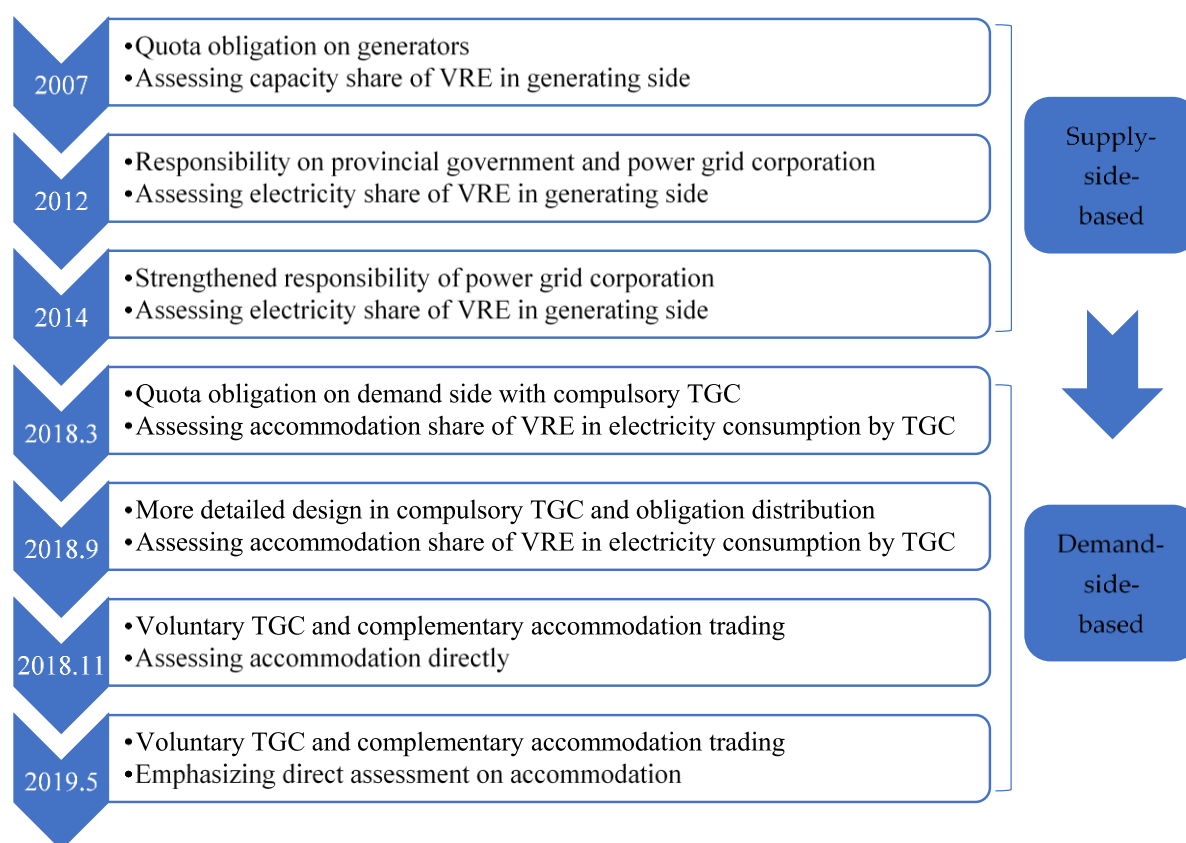 2007
•Quota obligation on generators
•Assessing capacity share of VRE in generating side
2012
•Responsibility on provincial government and power grid corporation
•Assessing electricity share of VRE in generating side
2014
•Strengthened responsibility of power grid corporation
•Assessing electricity share of VRE in generating side
Supply-
side-
based
2018.3
•Quota obligation on demand side with compulsory TGC
•Assessing accommodation share of VRE in electricity consumption by TGC
2018.9
•More detailed design in compulsory TGC and obligation distribution
•Assessing accommodation share of VRE in electricity consumption by TGC
2018.11
•Voluntary TGC and complementary accommodation trading
•Assessing accommodation directly
2019.5
•Voluntary TGC and complementary accommodation trading
•Emphasizing direct assessment on accommodation
Demand-
side-
based